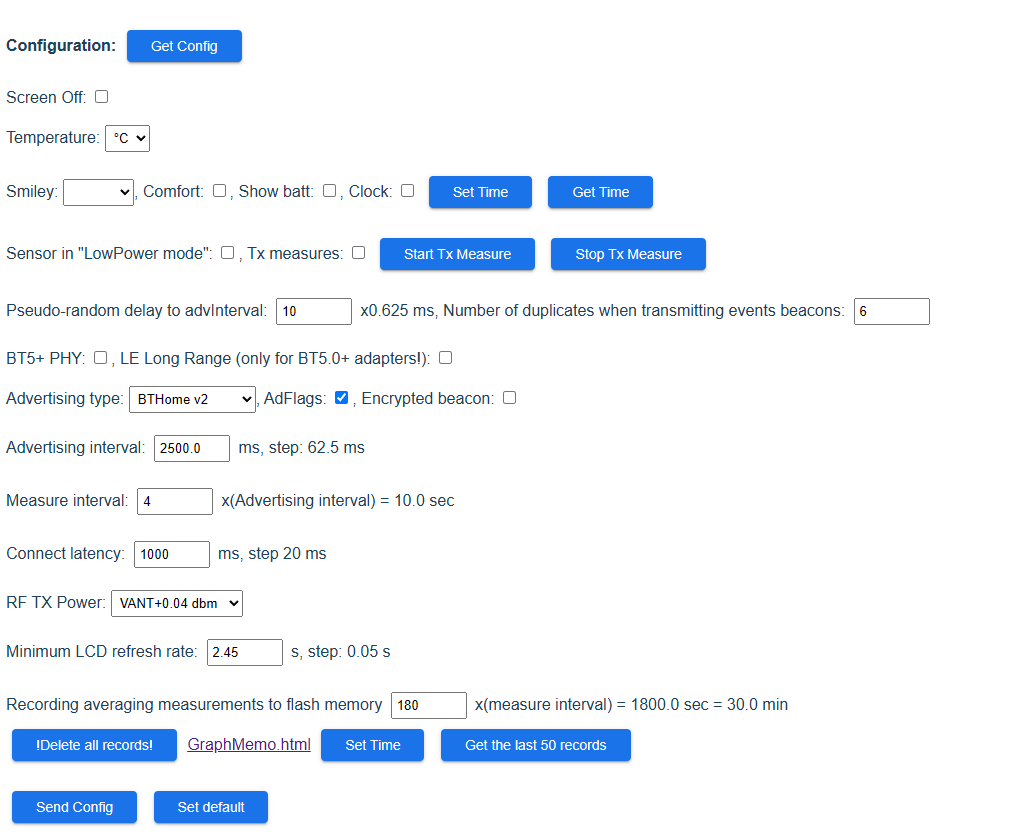 Configuration: Get Config
Screen Off:
Temperature: °C
Smiley: , Comfort: , Show batt: , Clock: Set Time Get Time
Sensor in "LowPower mode": , Tx measures: Start Tx Measure Stop Tx Measure
Pseudo-random delay to advInterval: 10 x0.625 ms, Number of duplicates when transmitting events beacons: 6
BT5+ PHY: , LE Long Range (only for BT5.0+ adapters!):
Advertising type: BTHome v2 , AdFlags: , Encrypted beacon:
Advertising interval: 2500.0 ms, step: 62.5 ms
Measure interval: 4 x(Advertising interval) = 10.0 sec
Connect latency: 1000 ms, step 20 ms
RF TX Power: VANT+0.04 dbm
Minimum LCD refresh rate: 2.45 s, step: 0.05 s
Recording averaging measurements to flash memory 180 x(measure interval) = 1800.0 sec = 30.0 min
!Delete all records! GraphMemo.html Set Time Get the last 50 records
Send Config Set default